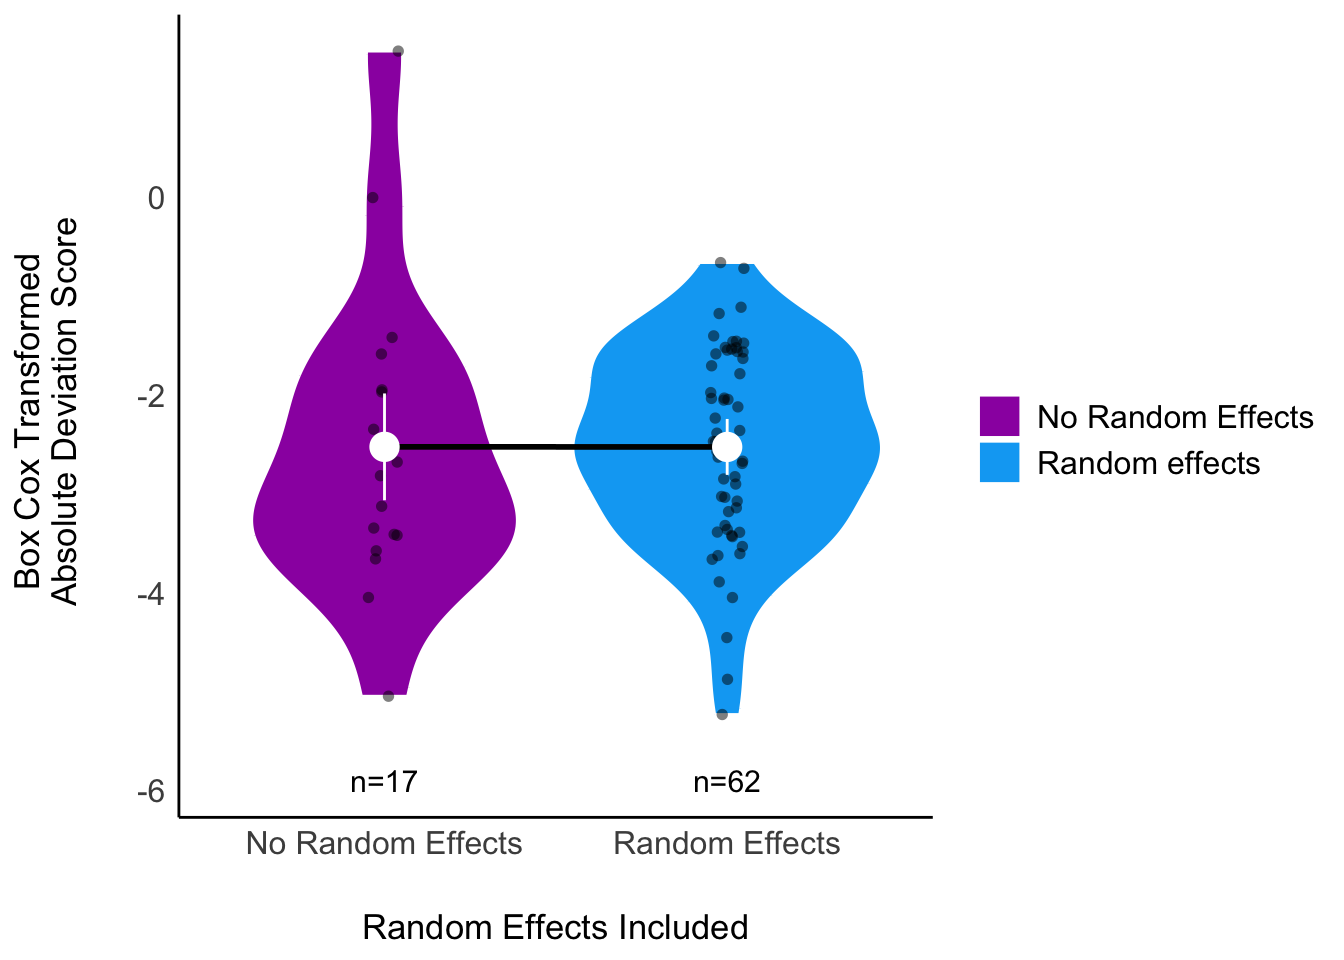 Box Cox Transformed
Absolute Deviation Score
0
-2
-4
-6
n=17
n=62
No Random Effects
Random Effects
Random Effects Included
No Random Effects
Random effects